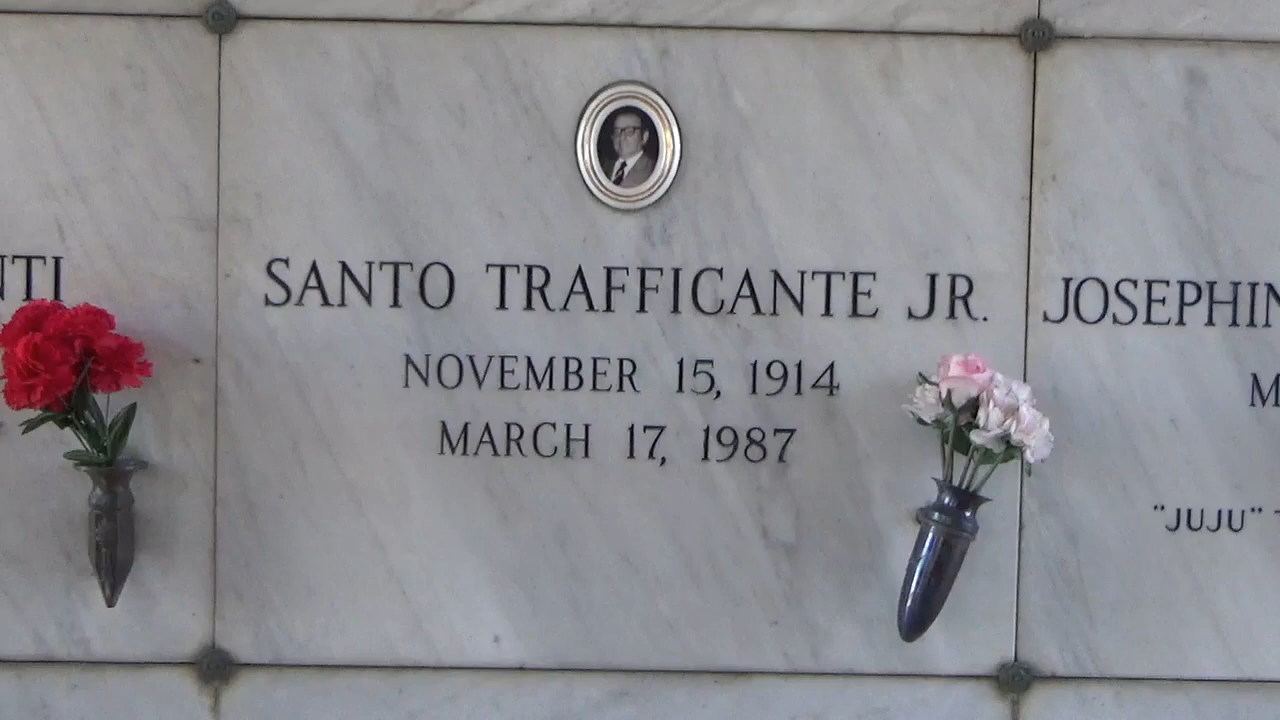 NTI
SANTO TRAFFICANTE JR.
NOVEMBER 15, 1914
MARCH 17, 1987
JOSEPHIN
M
"JUJU"